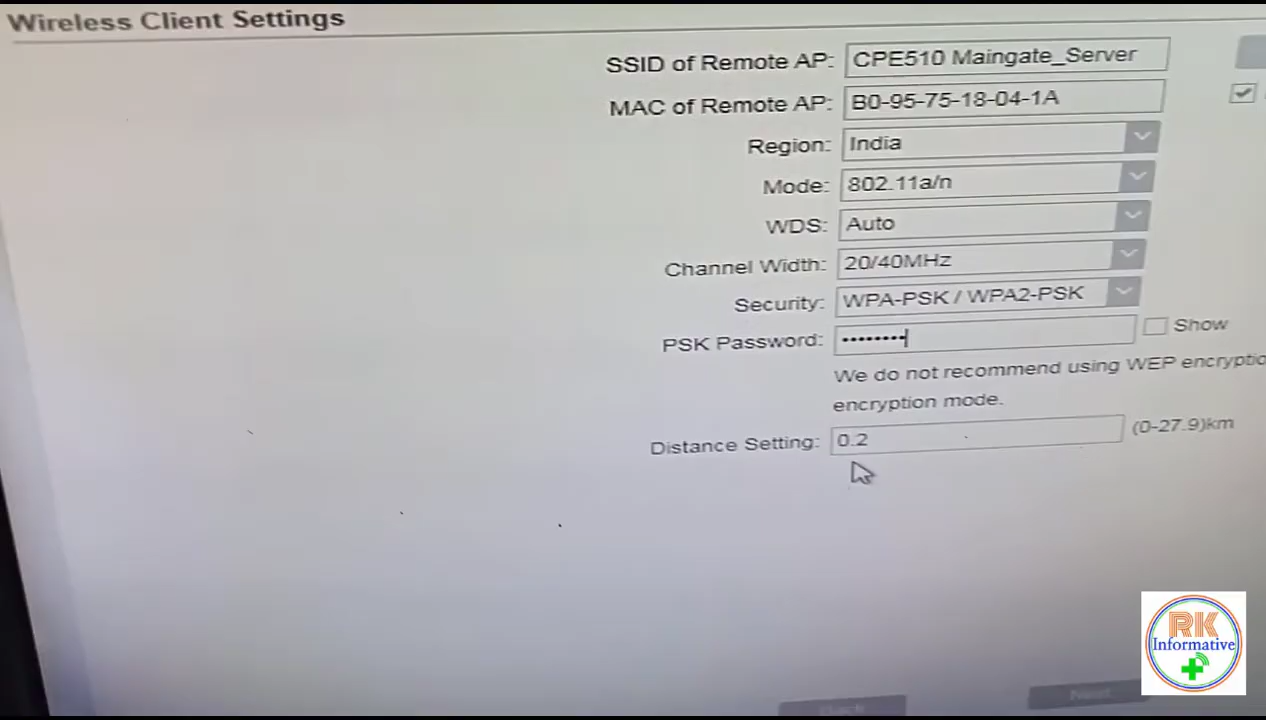 Wireless Client Settings
SSID of Remote AP: CPE510 Maingate_Server
MAC of Remote AP: B0-95-75-18-04-1A
Region: India
Mode: 802.11a/n
WDS: Auto
Channel Width: 20/40MHz
Security: WPA-PSK / WPA2-PSK
PSK Password: •••••••• Show
We do not recommend using WEP encryptio
encryption mode.
Distance Setting: 0.2 (0-27.9)km
RK
Informative
Back Next